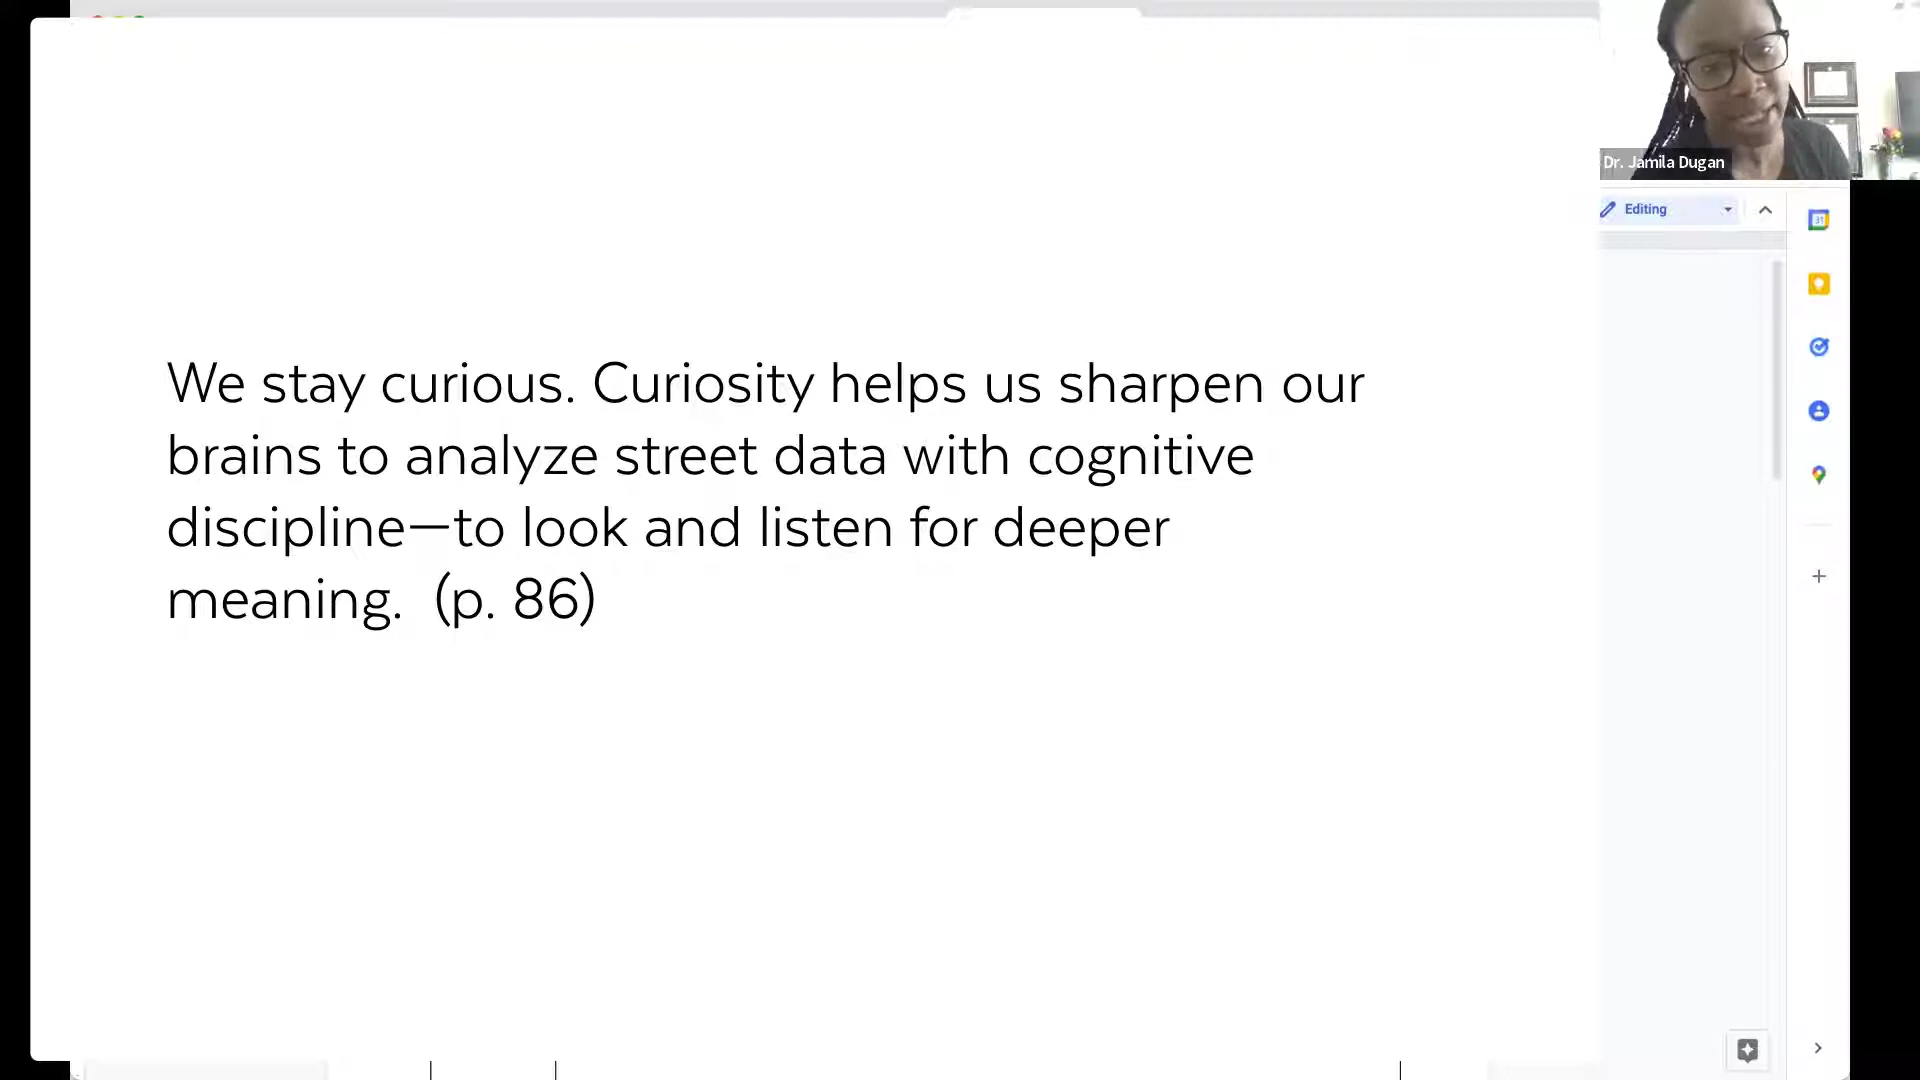 Dr. Jamila Dugan
Editing
31
We stay curious. Curiosity helps us sharpen our
brains to analyze street data with cognitive
discipline—to look and listen for deeper
meaning.  (p. 86)